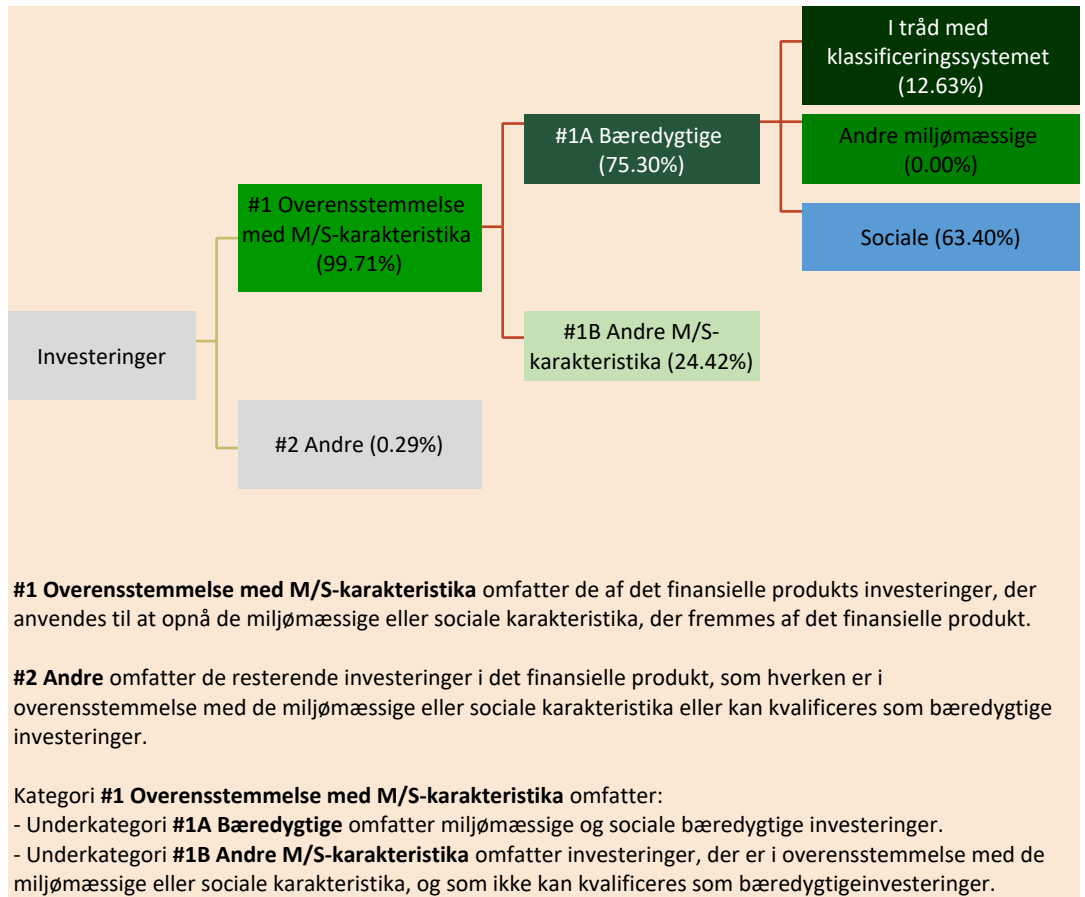 I tråd med
klassificeringssystemet
(12.63%)
#1A Bæredygtige
(75.30%)
Andre miljømæssige
(0.00%)
#1 Overensstemmelse
med M/S-karakteristika
(99.71%)
Sociale (63.40%)
Investeringer
#1B Andre M/S-
karakteristika (24.42%)
#2 Andre (0.29%)
#1 Overensstemmelse med M/S-karakteristika omfatter de af det finansielle produkts investeringer, der
anvendes til at opnå de miljømæssige eller sociale karakteristika, der fremmes af det finansielle produkt.
#2 Andre omfatter de resterende investeringer i det finansielle produkt, som hverken er i
overensstemmelse med de miljømæssige eller sociale karakteristika eller kan kvalificeres som bæredygtige
investeringer.
Kategori #1 Overensstemmelse med M/S-karakteristika omfatter:
- Underkategori #1A Bæredygtige omfatter miljømæssige og sociale bæredygtige investeringer.
- Underkategori #1B Andre M/S-karakteristika omfatter investeringer, der er i overensstemmelse med de
miljømæssige eller sociale karakteristika, og som ikke kan kvalificeres som bæredygtigeinvesteringer.